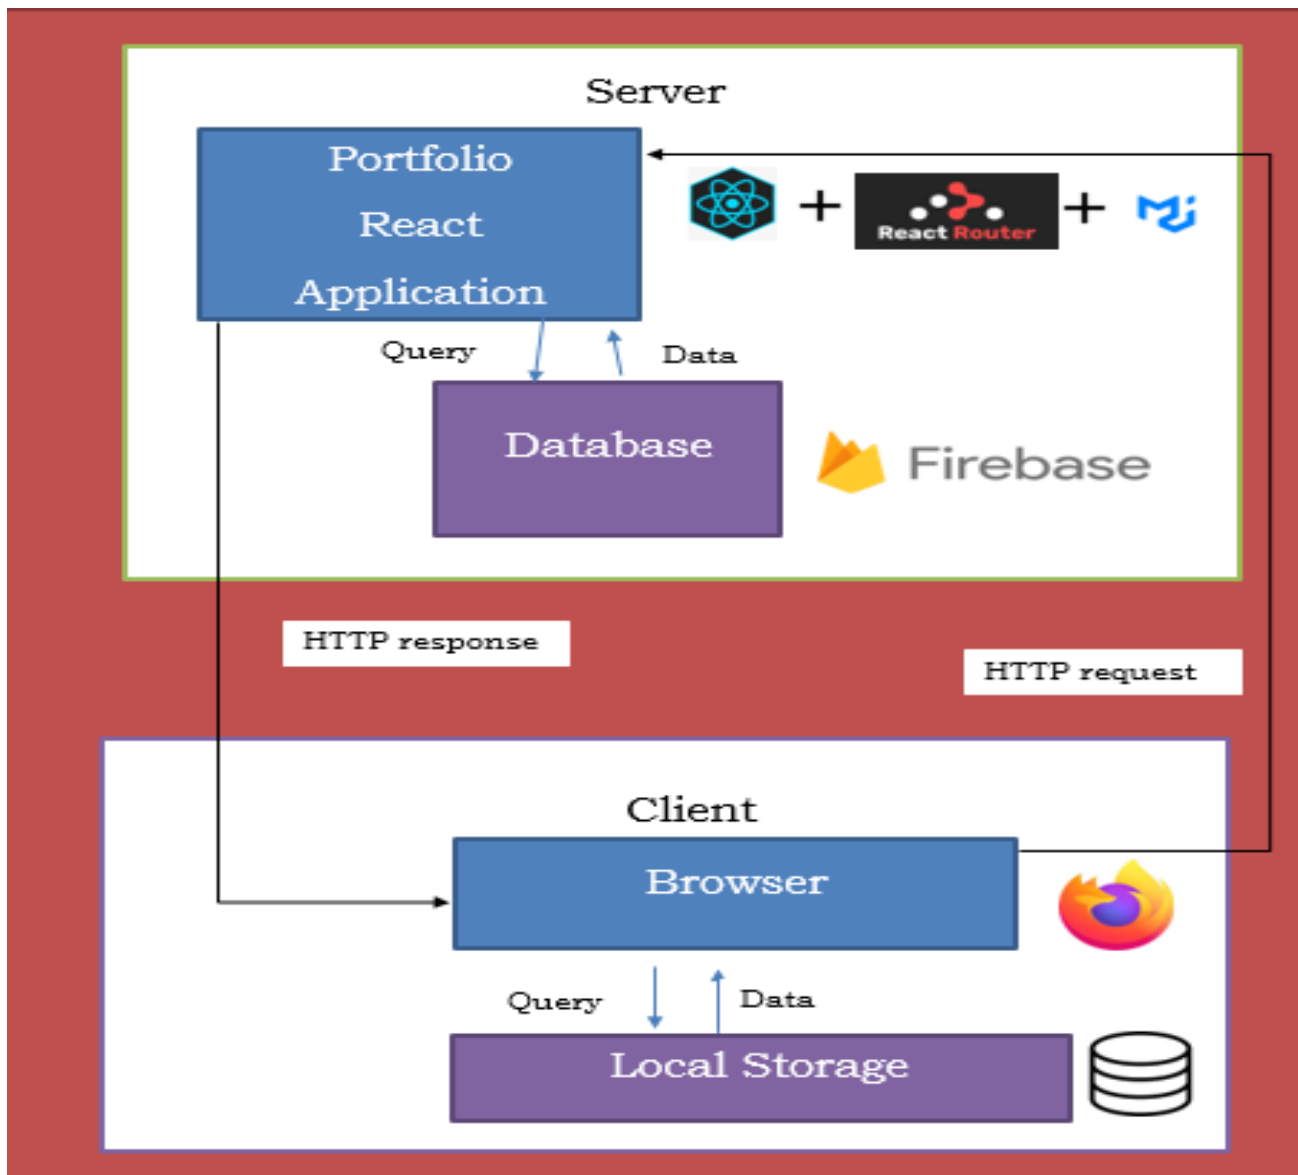 Server
Portfolio
React
Application
React Router
Query
Data
Database
Firebase
HTTP response
HTTP request
Client
Browser
Query
Data
Local Storage